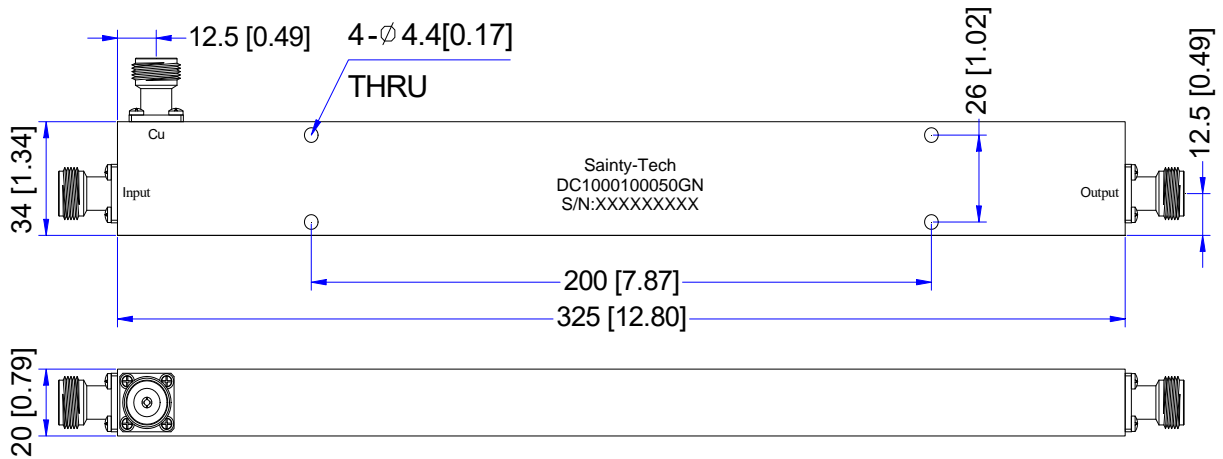 12.5 [0.49]
4-∅ 4.4[0.17]
THRU
26 [1.02]
12.5 [0.49]
34 [1.34]
Cu
Input
Sainty-Tech
DC1000100050GN
S/N:XXXXXXXXX
Output
200 [7.87]
325 [12.80]
20 [0.79]